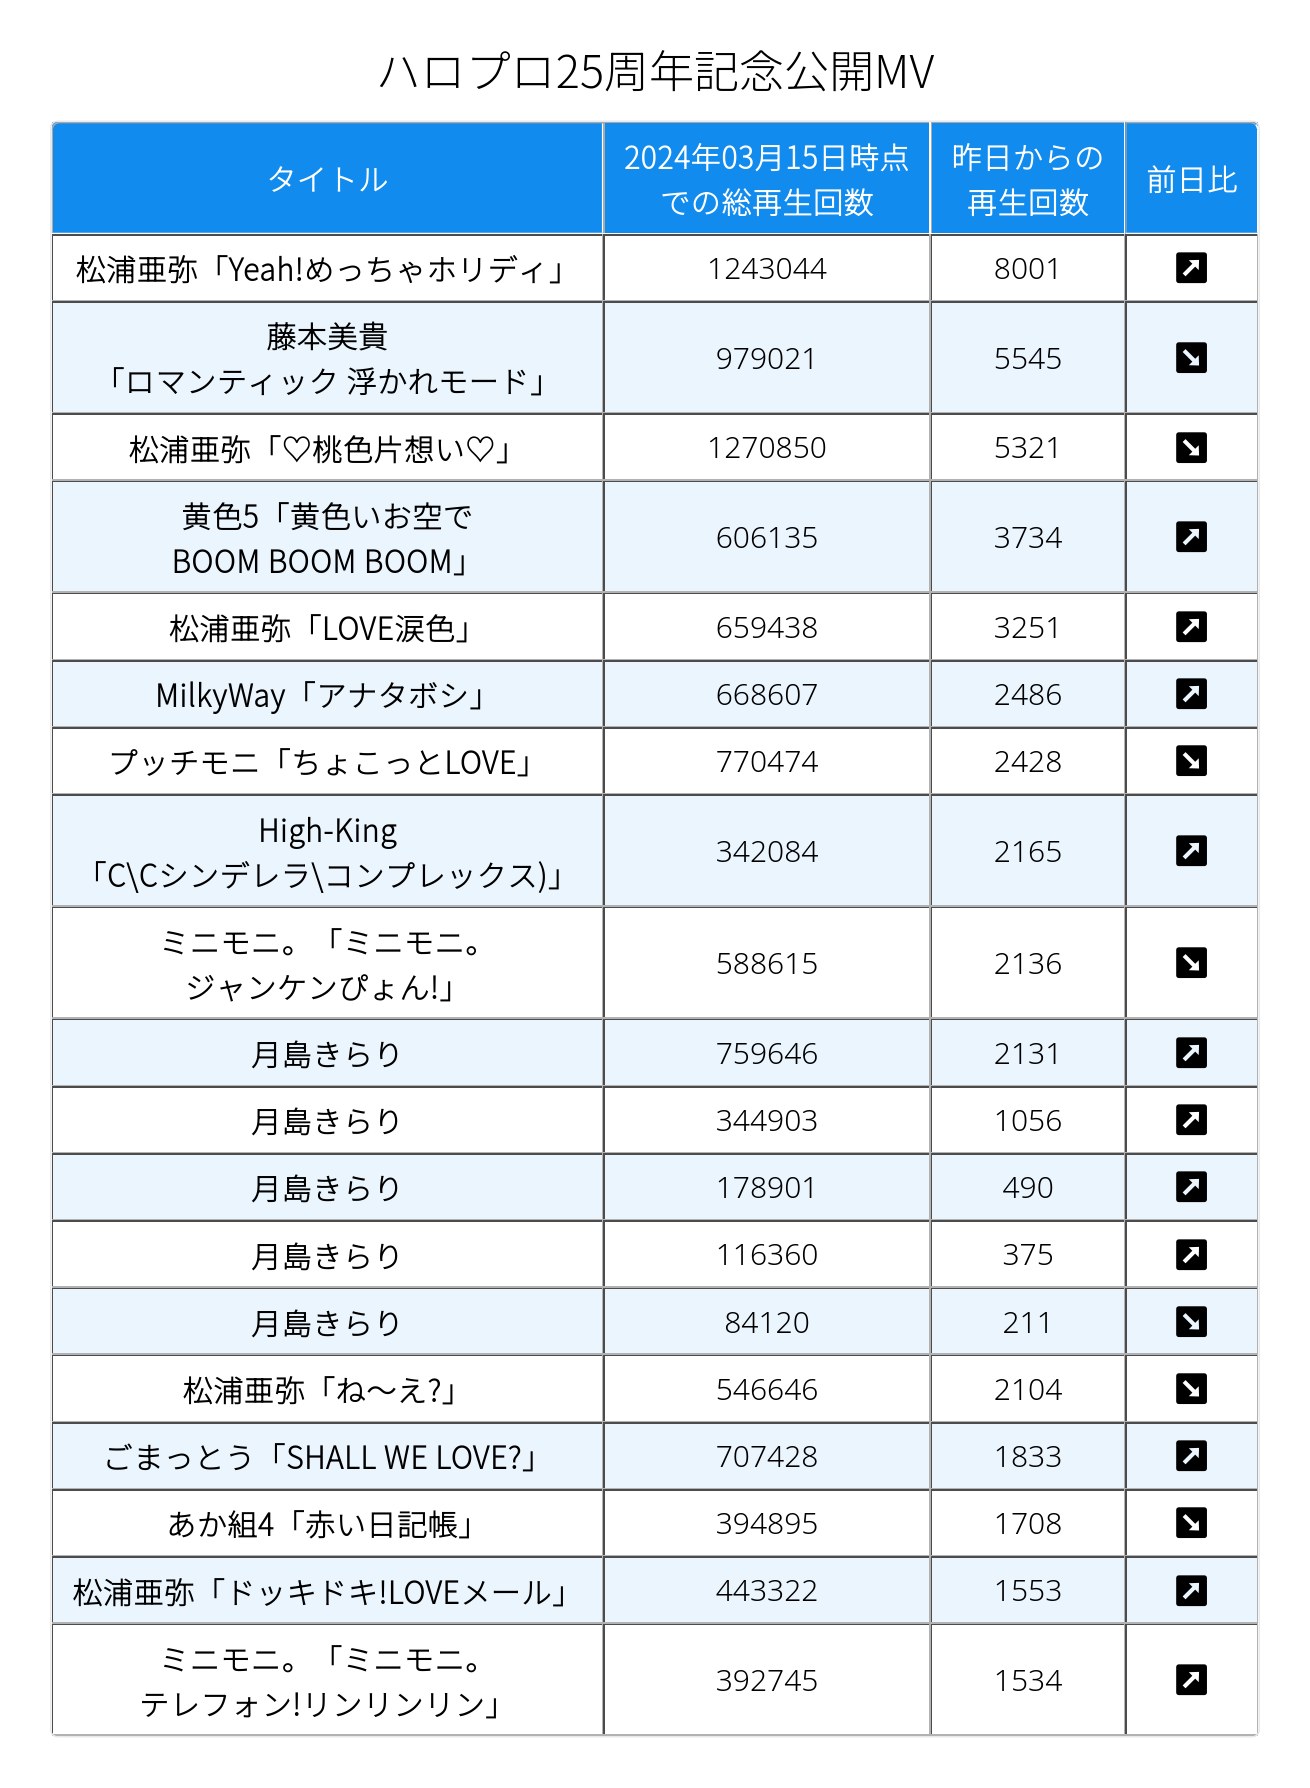 ハロプロ25周年記念公開MV
タイトル
2024年03月15日時点
での総再生回数
昨日からの
再生回数
前日比
松浦亜弥「Yeah!めっちゃホリディ」 1243044 8001
藤本美貴
「ロマンティック 浮かれモード」 979021 5545
松浦亜弥「♡桃色片想い♡」 1270850 5321
黄色5「黄色いお空で
BOOM BOOM BOOM」 606135 3734
松浦亜弥「LOVE涙色」 659438 3251
MilkyWay「アナタボシ」 668607 2486
プッチモニ「ちょこっとLOVE」 770474 2428
High-King
「C\Cシンデレラ\コンプレックス)」 342084 2165
ミニモニ。「ミニモニ。
ジャンケンぴょん!」 588615 2136
月島きらり 759646 2131
月島きらり 344903 1056
月島きらり 178901 490
月島きらり 116360 375
月島きらり 84120 211
松浦亜弥「ね〜え?」 546646 2104
ごまっとう「SHALL WE LOVE?」 707428 1833
あか組4「赤い日記帳」 394895 1708
松浦亜弥「ドッキドキ!LOVEメール」 443322 1553
ミニモニ。「ミニモニ。
テレフォン!リンリンリン」 392745 1534